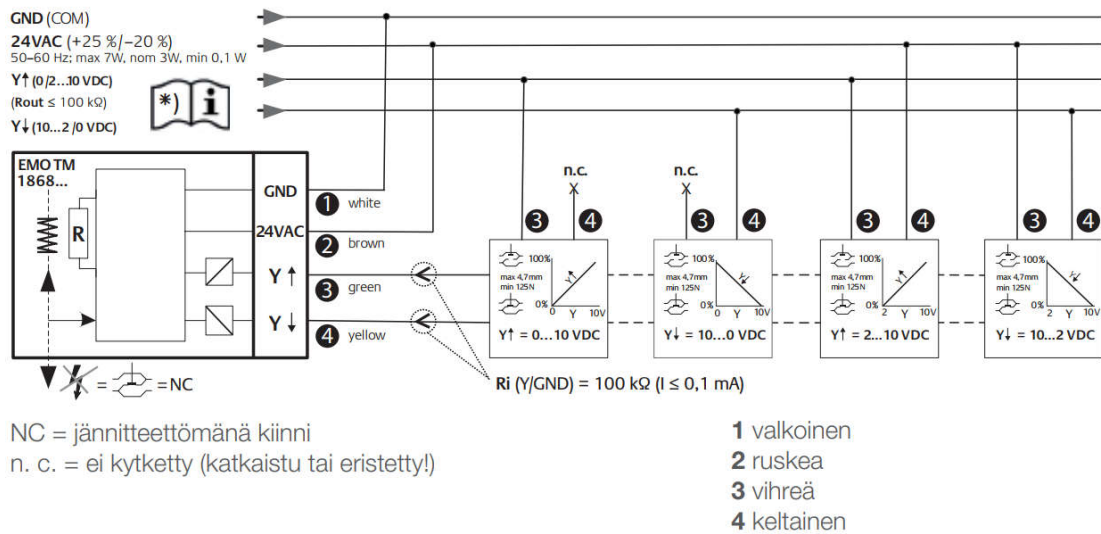 GND (COM)
24VAC (+25 %/−20 %)
50–60 Hz; max 7W, nom 3W, min 0,1 W
Y↑ (0/2...10 VDC)
(Rout ≤ 100 kΩ)
Y↓ (10...2 /0 VDC)
*) i
EMO TM
1868...
R
GND
24VAC
Y ↑
Y ↓
1 white
2 brown
3 green
4 yellow
= = NC
n.c.
n.c.
3 4
3 4
3 4
3 4
100%
max 4,7mm
min 125N
0%
Y↑
0 Y 10V
Y↑ = 0...10 VDC
100%
max 4,7mm
min 125N
0%
Y↓
0 Y 10V
Y↓ = 10...0 VDC
100%
max 4,7mm
min 125N
0%
Y↑
2 Y 10V
Y↑ = 2...10 VDC
100%
max 4,7mm
min 125N
0%
Y↓
2 Y 10V
Y↓ = 10...2 VDC
Ri (Y/GND) = 100 kΩ (I ≤ 0,1 mA)
NC = jännitteettömänä kiinni
n. c. = ei kytketty (katkaistu tai eristetty!)
1 valkoinen
2 ruskea
3 vihreä
4 keltainen